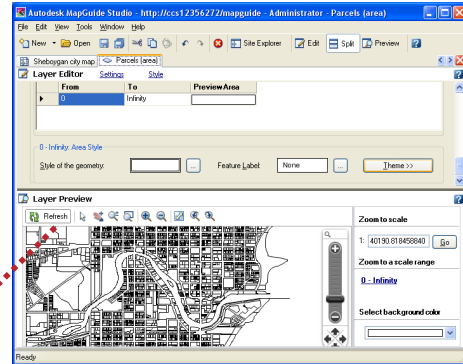 Autodesk MapGuide Studio - http://ccs12356272/mapguide - Administrator - Parcels (area)
File Edit View Tools Window Help
New Open Site Explorer Edit Split Preview
Sheboygan city map Parcels (area)
Layer Editor Settings Style
From To Preview Area
0 Infinity
0 - Infinity: Area Style
Style of the geometry: ... Feature Label: None ... Theme >>
Layer Preview
Refresh
Zoom to scale
1: 40190.818458840 Go
Zoom to a scale range
0 - Infinity
Select background color
Ready